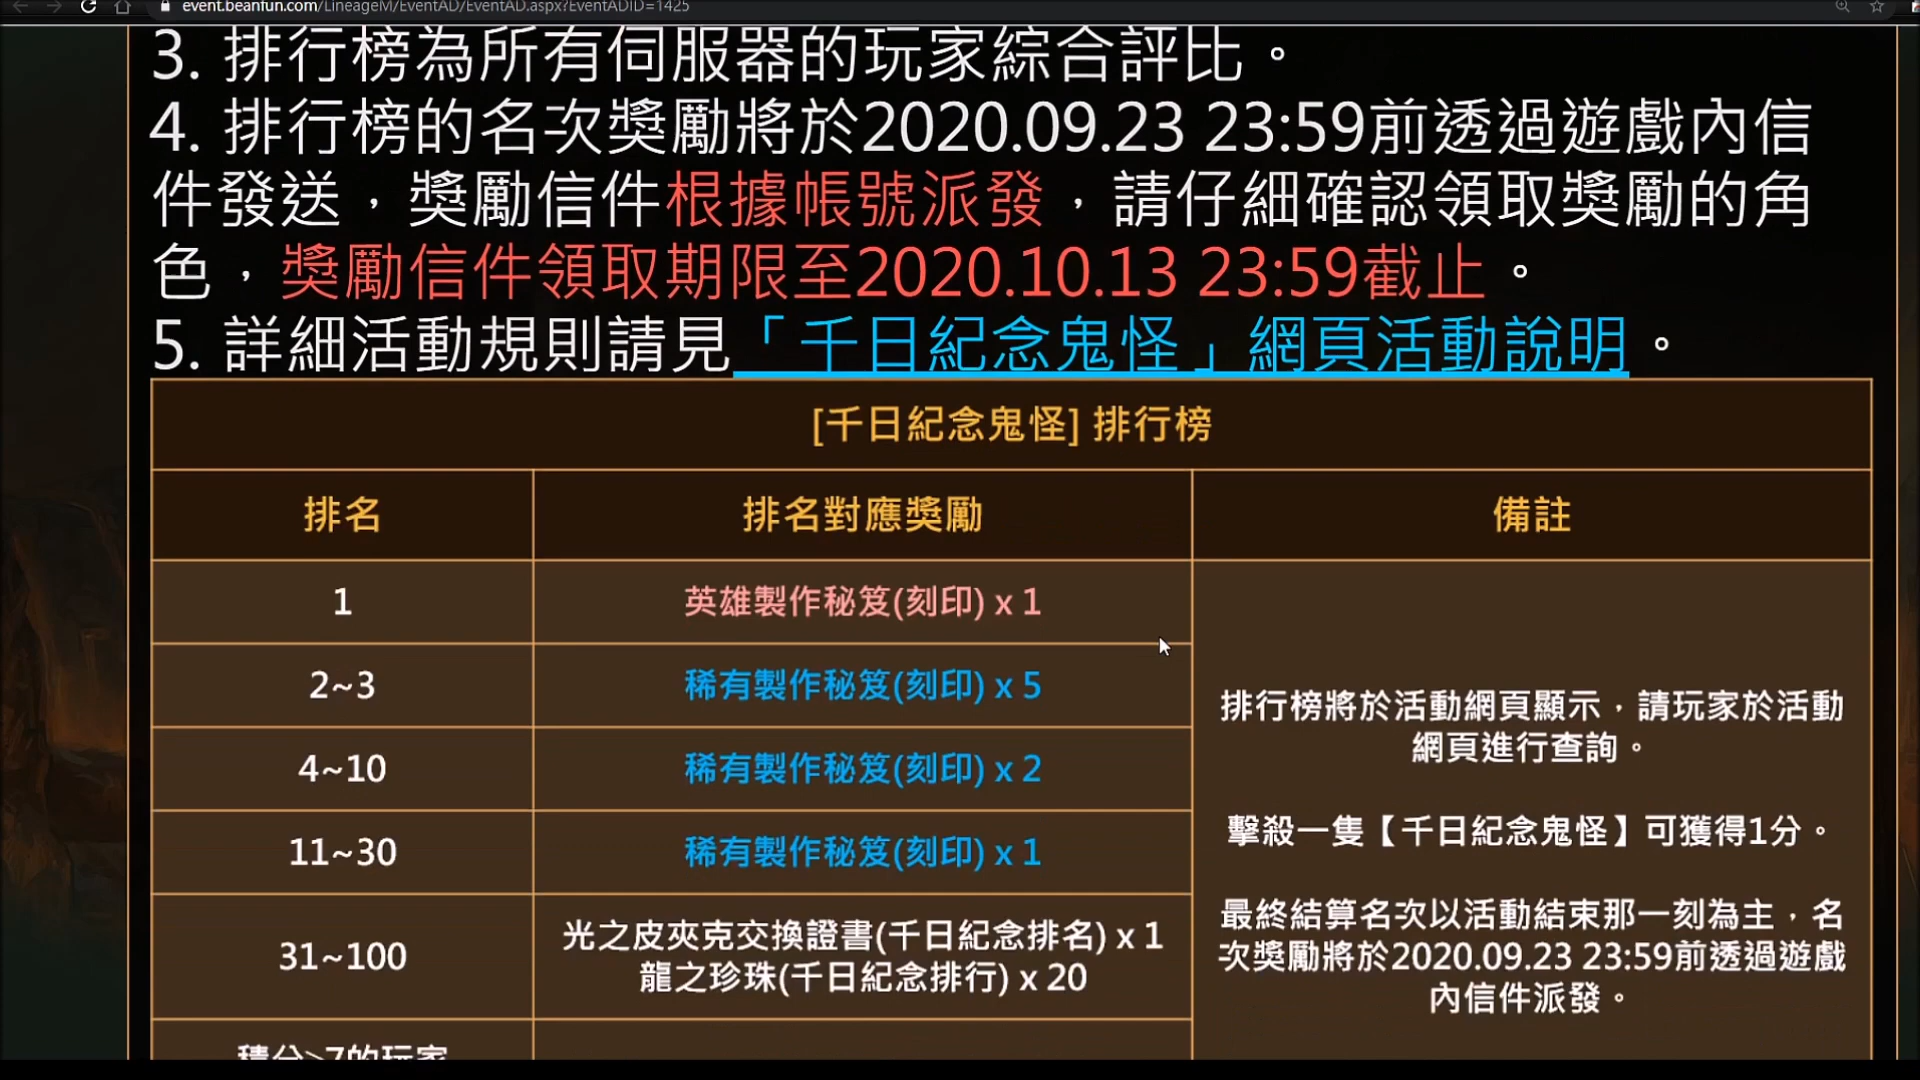 event.beanfun.com/LineageM/EventAD/EventAD.aspx?EventADID=1425
3. 排行榜為所有伺服器的玩家綜合評比。
4. 排行榜的名次獎勵將於2020.09.23 23:59前透過遊戲內信
件發送，獎勵信件根據帳號派發，請仔細確認領取獎勵的角
色，獎勵信件領取期限至2020.10.13 23:59截止。
5. 詳細活動規則請見「千日紀念鬼怪」網頁活動說明。
[千日紀念鬼怪] 排行榜
排名
排名對應獎勵
備註
1
英雄製作秘笈(刻印) x 1
2~3
稀有製作秘笈(刻印) x 5
4~10
稀有製作秘笈(刻印) x 2
11~30
稀有製作秘笈(刻印) x 1
31~100
光之皮夾克交換證書(千日紀念排名) x 1
龍之珍珠(千日紀念排行) x 20
排行榜將於活動網頁顯示，請玩家於活動
網頁進行查詢。
擊殺一隻【千日紀念鬼怪】可獲得1分。
最終結算名次以活動結束那一刻為主，名
次獎勵將於2020.09.23 23:59前透過遊戲
內信件派發。
積分≥7的玩家